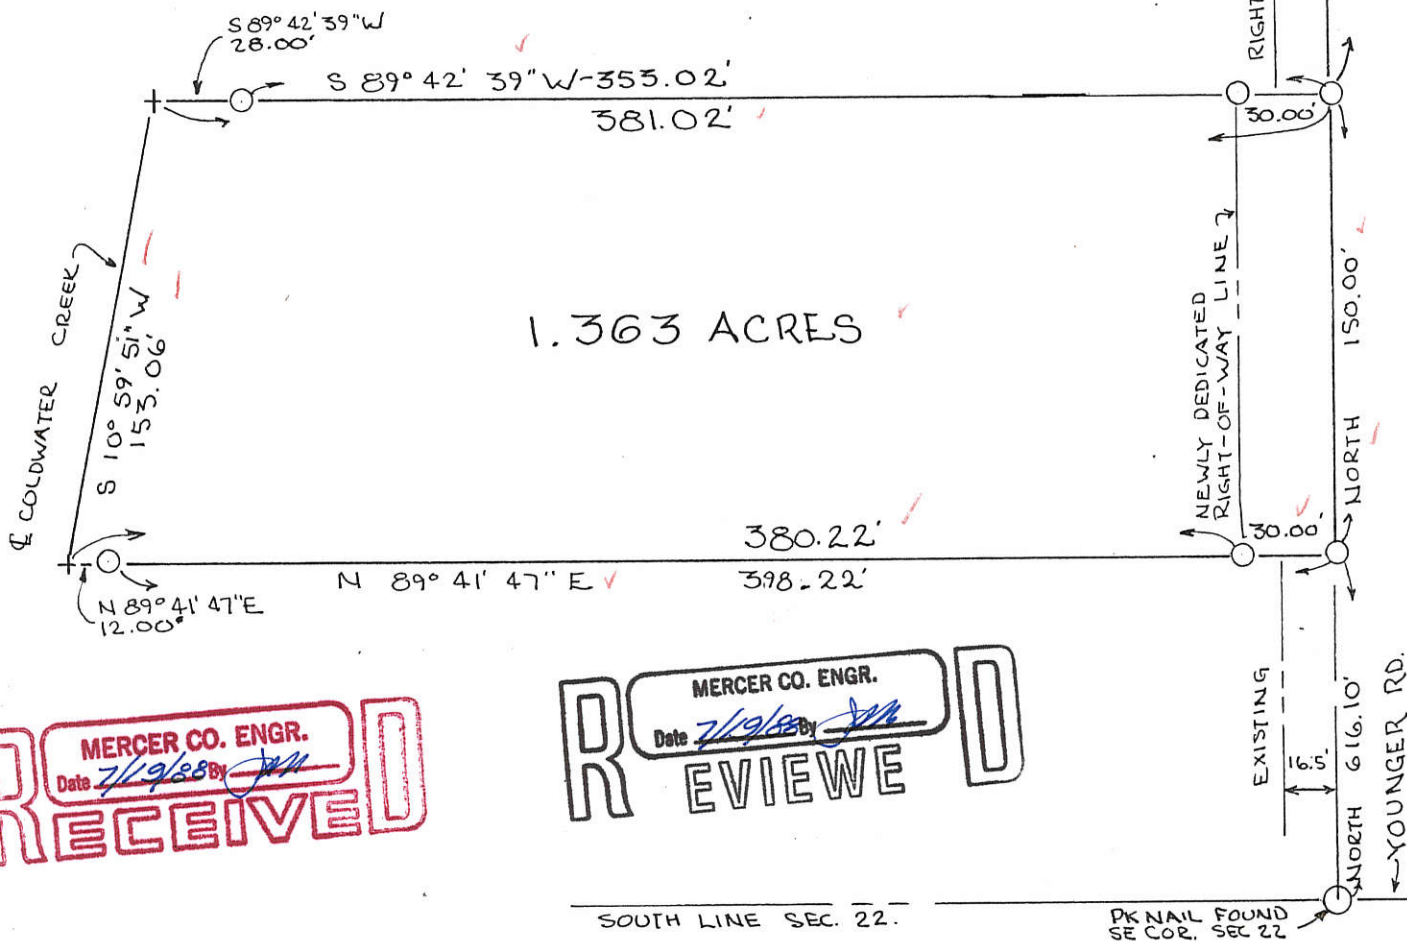 RIGHT
S 89° 42' 39" W
28.00'
S 89° 42' 39" W-353.02'
381.02'
30.00'
℄ COLDWATER CREEK
S 10° 59' 51" W
153.06'
1.363 ACRES
NEWLY DEDICATED
RIGHT-OF-WAY LINE
NORTH 150.00'
380.22'
30.00'
N 89° 41' 47" E
398.22'
N 89° 41' 47" E
12.00'
MERCER CO. ENGR.
Date 7/19/88 By
RECEIVED
MERCER CO. ENGR.
Date 7/19/88 By
REVIEWED
EXISTING
16.5'
NORTH 616.10'
YOUNGER RD.
SOUTH LINE SEC. 22.
PK NAIL FOUND
SE COR. SEC 22